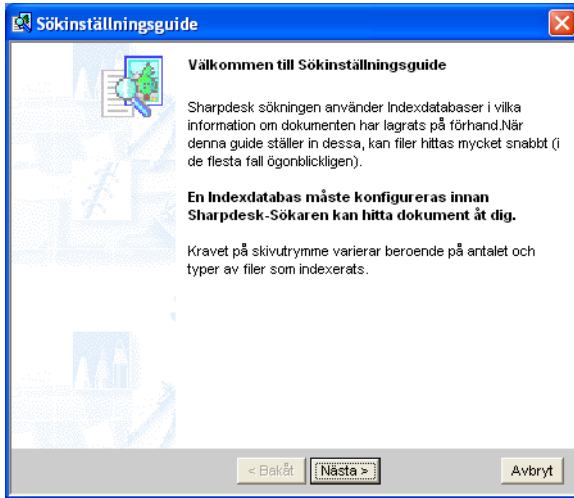 Sökinställningsguide
Välkommen till Sökinställningsguide
Sharpdesk sökningen använder Indexdatabaser i vilka
information om dokumenten har lagrats på förhand.När
denna guide ställer in dessa, kan filer hittas mycket snabbt (i
de flesta fall ögonblickligen).
En Indexdatabas måste konfigureras innan
Sharpdesk-Sökaren kan hitta dokument åt dig.
Kravet på skivutrymme varierar beroende på antalet och
typer av filer som indexerats.
< Bakåt Nästa > Avbryt